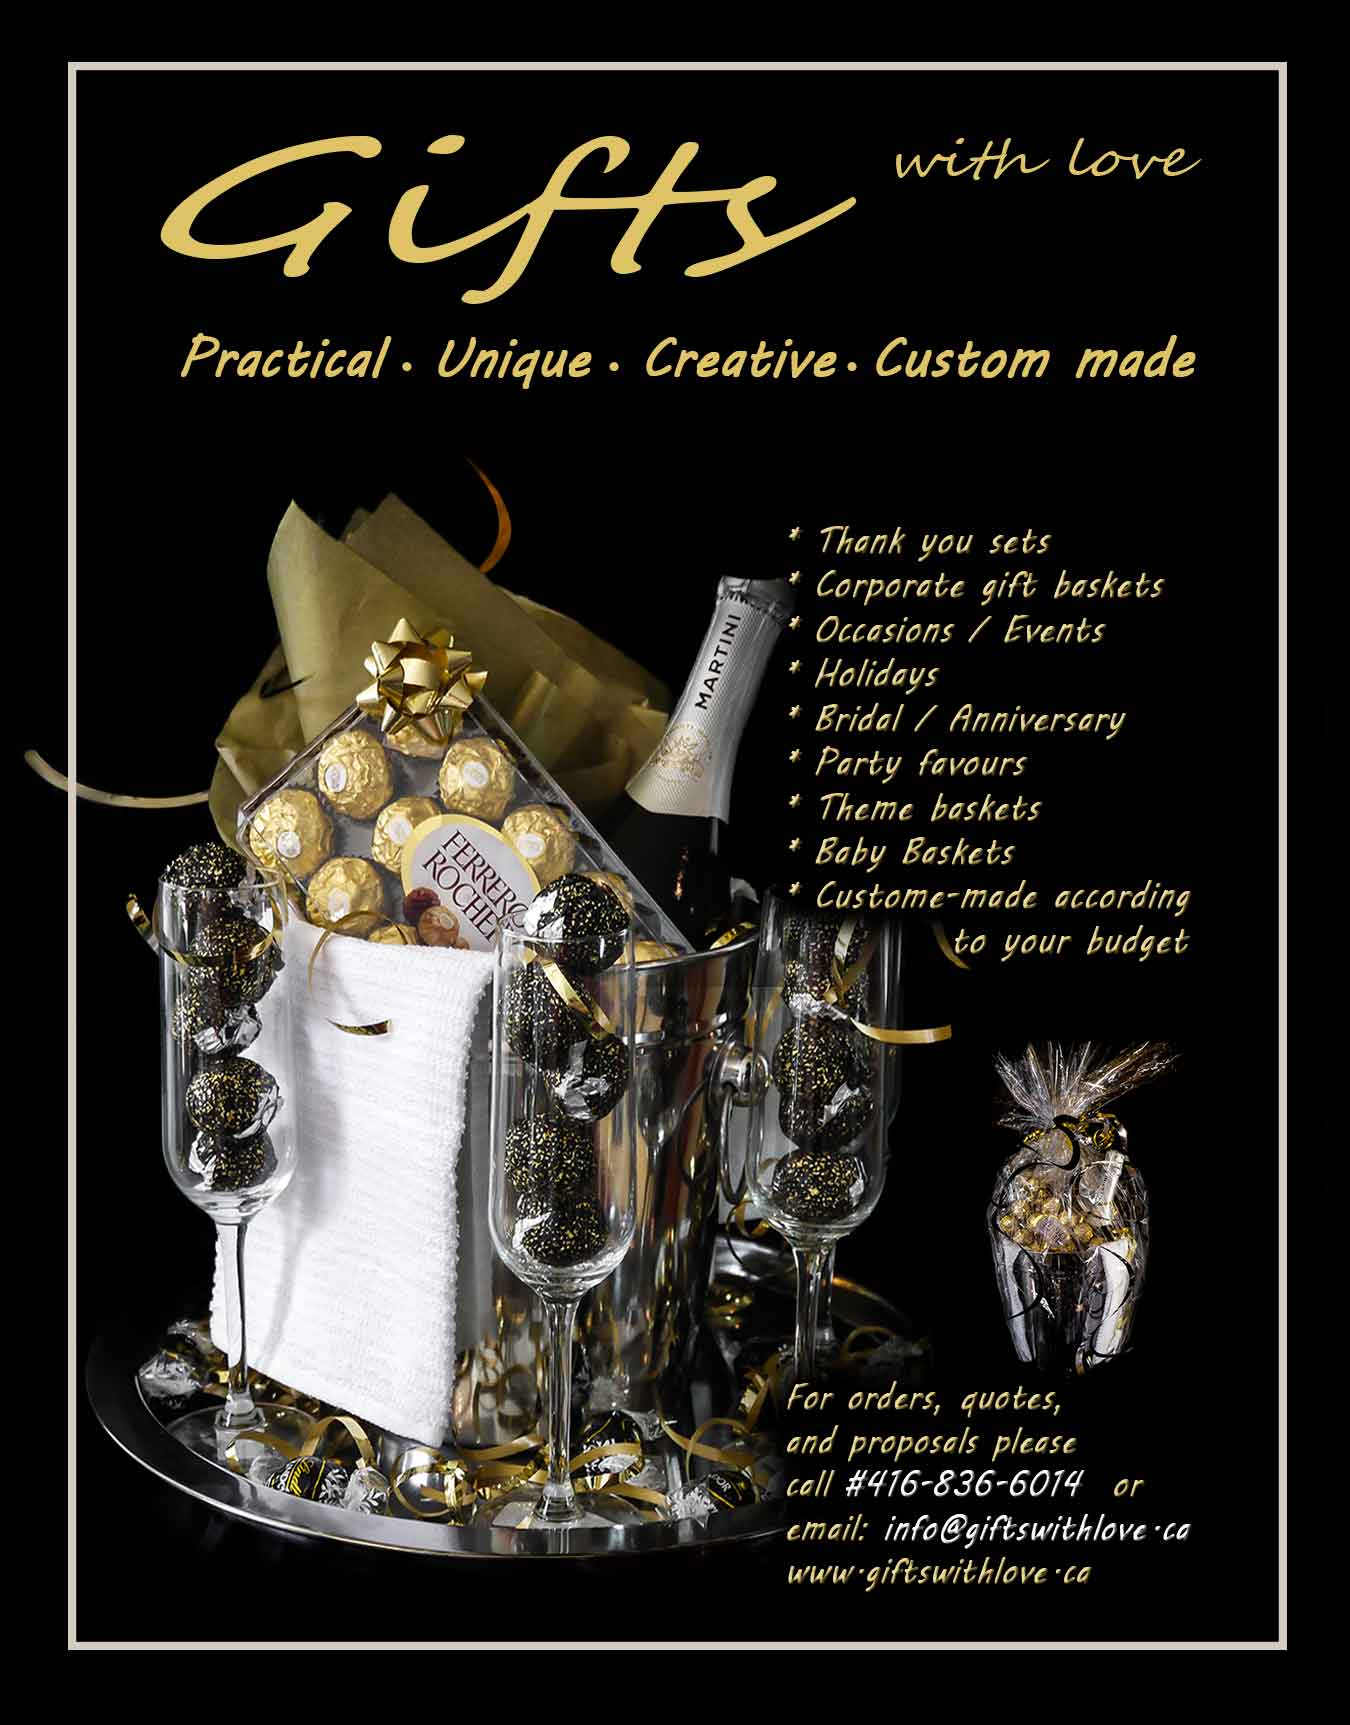 Gifts with love
Practical • Unique • Creative • Custom made
* Thank you sets
* Corporate gift baskets
* Occasions / Events
* Holidays
* Bridal / Anniversary
* Party favours
* Theme baskets
* Baby Baskets
* Custome-made according
to your budget
MARTINI
FERRERO
ROCHER
Lindt
For orders, quotes,
and proposals please
call #416-836-6014 or
email: info@giftswithlove.ca
www.giftswithlove.ca